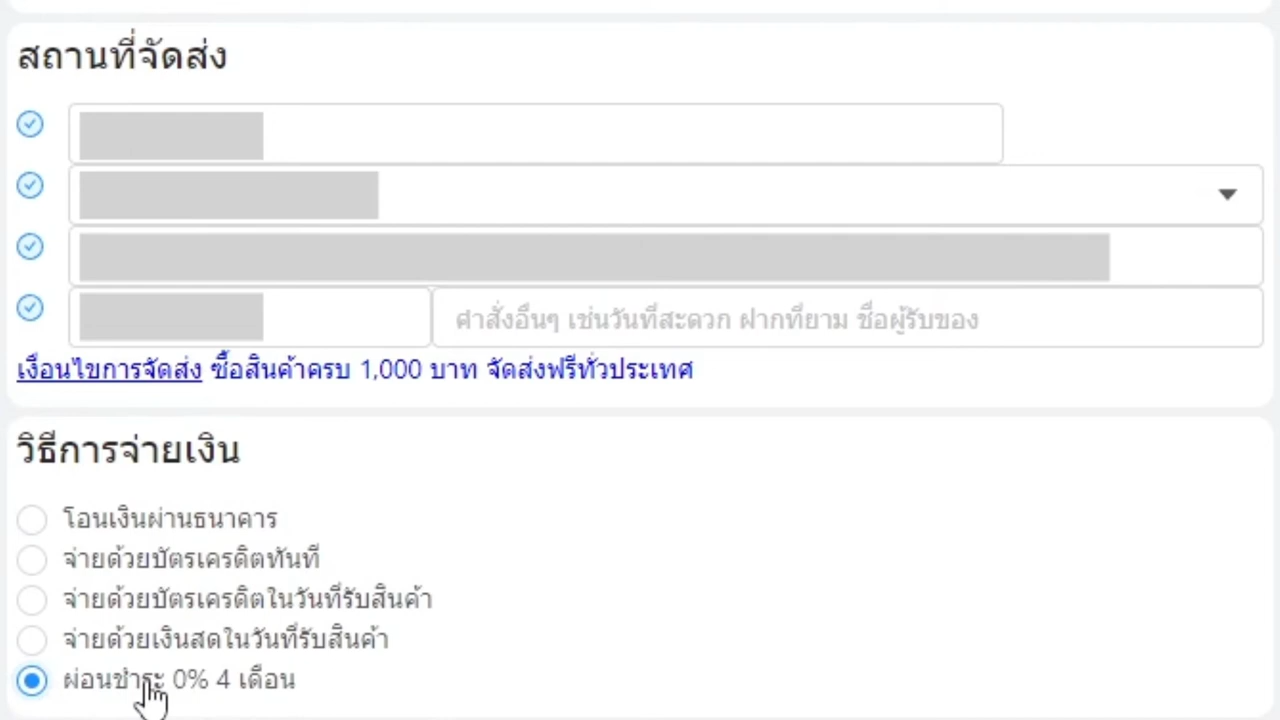 สถานที่จัดส่ง
คำสั่งอื่นๆ เช่นวันที่สะดวก ฝากที่ยาม ชื่อผู้รับของ
เงื่อนไขการจัดส่ง ซื้อสินค้าครบ 1,000 บาท จัดส่งฟรีทั่วประเทศ
วิธีการจ่ายเงิน
โอนเงินผ่านธนาคาร
จ่ายด้วยบัตรเครดิตทันที
จ่ายด้วยบัตรเครดิตในวันที่รับสินค้า
จ่ายด้วยเงินสดในวันที่รับสินค้า
ผ่อนชำระ 0% 4 เดือน